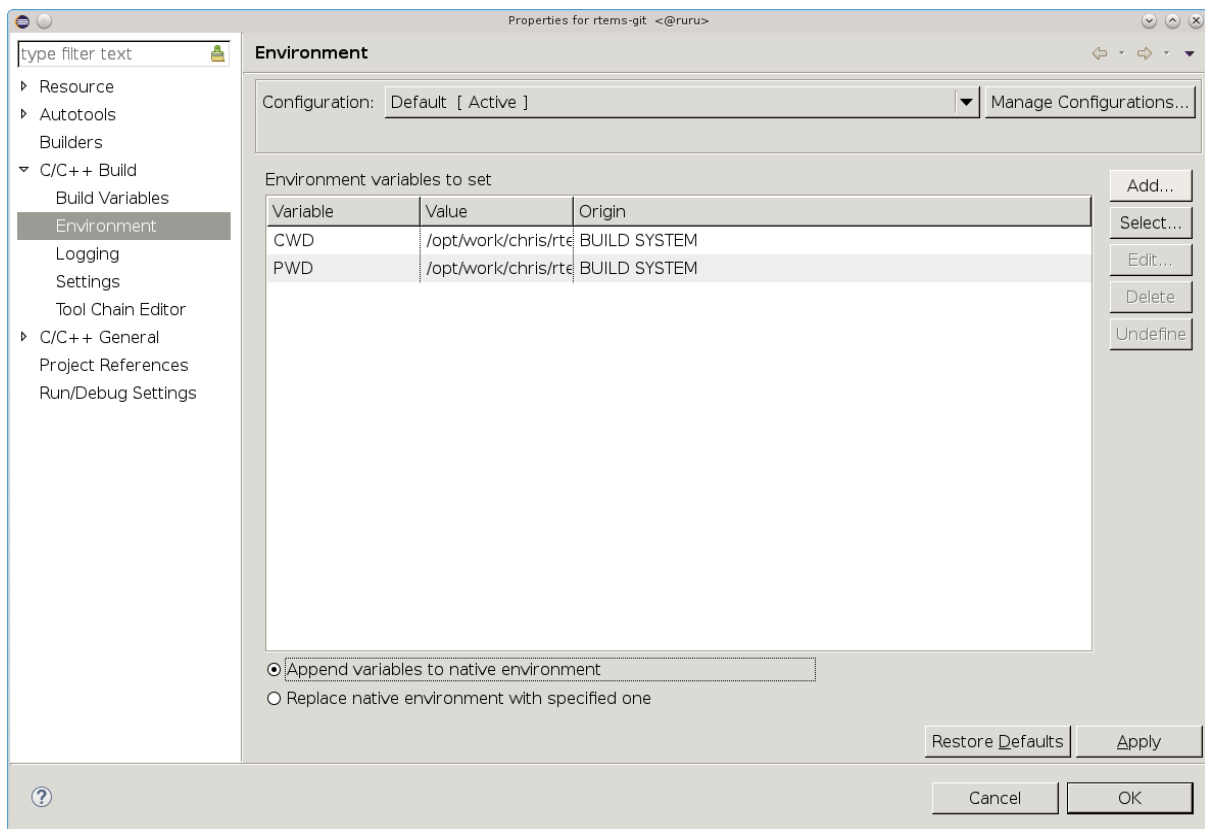 Properties for rtems-git <@ruru>
type filter text
Environment
Resource
Autotools
Builders
C/C++ Build
Build Variables
Environment
Logging
Settings
Tool Chain Editor
C/C++ General
Project References
Run/Debug Settings
Configuration: Default [ Active ] Manage Configurations...
Environment variables to set
Variable Value Origin
CWD /opt/work/chris/rte BUILD SYSTEM
PWD /opt/work/chris/rte BUILD SYSTEM
Add...
Select...
Edit...
Delete
Undefine
Append variables to native environment
Replace native environment with specified one
Restore Defaults Apply
? Cancel OK